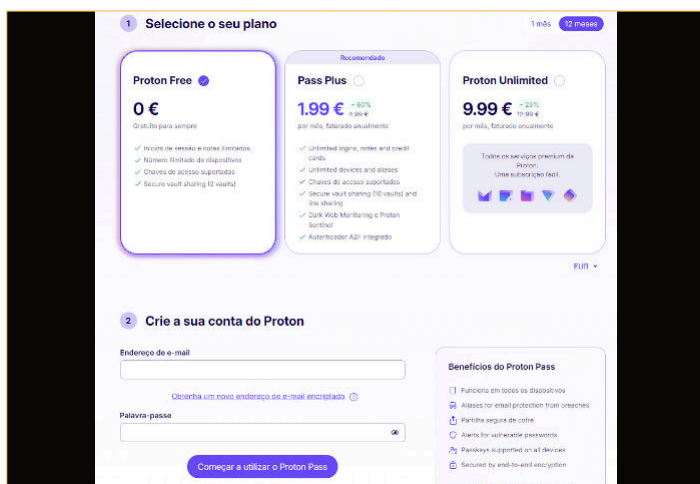 1 Selecione o seu plano
1 mês 12 meses
Recomendado
Proton Free
0 €
Gratuito para sempre
Inícios de sessão e notas ilimitados
Número ilimitado de dispositivos
Chaves de acesso suportadas
Secure vault sharing (2 vaults)
Pass Plus
1.99 € - 60%
4.99 €
por mês, faturado anualmente
Unlimited logins, notes and credit
cards
Unlimited devices and aliases
Chaves de acesso suportadas
Secure vault sharing (10 vaults) and
link sharing
Dark Web Monitoring e Proton
Sentinel
Autenticador A2F integrado
Proton Unlimited
9.99 € - 23%
12.99 €
por mês, faturado anualmente
Todos os serviços premium da
Proton.
Uma subscrição fácil.
EUR
2 Crie a sua conta do Proton
Endereço de e-mail
Obtenha um novo endereço de e-mail encriptado
Palavra-passe
Começar a utilizar o Proton Pass
Benefícios do Proton Pass
Funciona em todos os dispositivos
Aliases for email protection from breaches
Partilha segura de cofre
Alerts for vulnerable passwords
Passkeys supported on all devices
Secured by end-to-end encryption